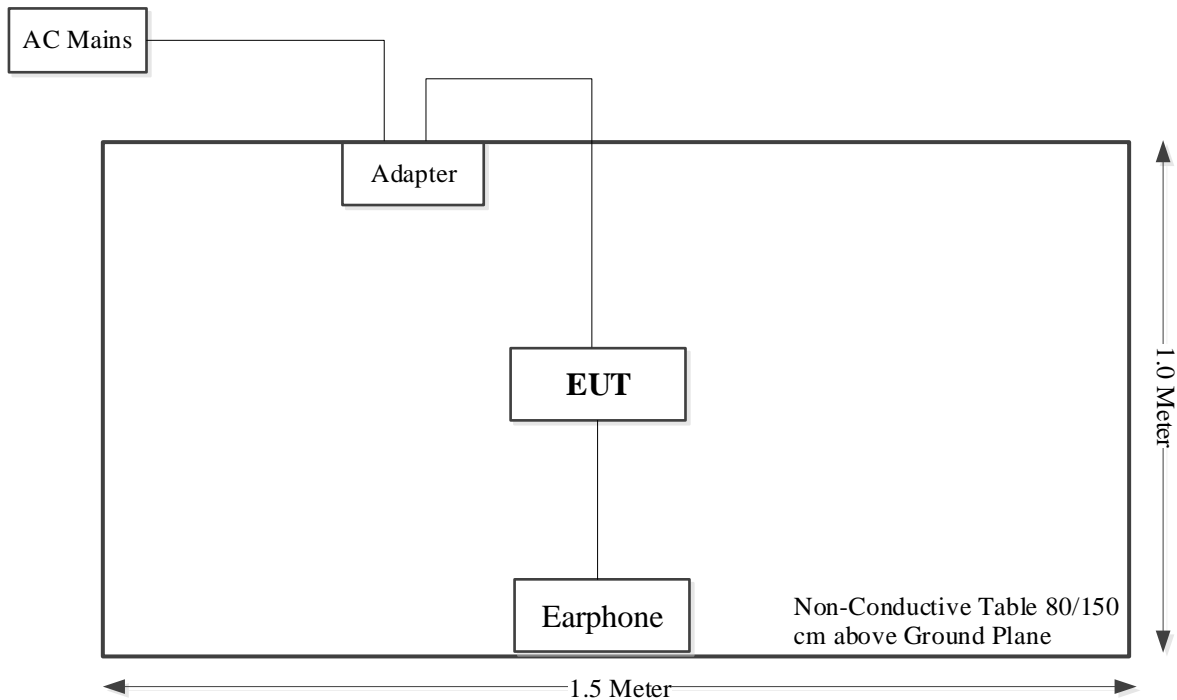 AC Mains
Adapter
EUT
1.0 Meter
Earphone
Non-Conductive Table 80/150
cm above Ground Plane
1.5 Meter